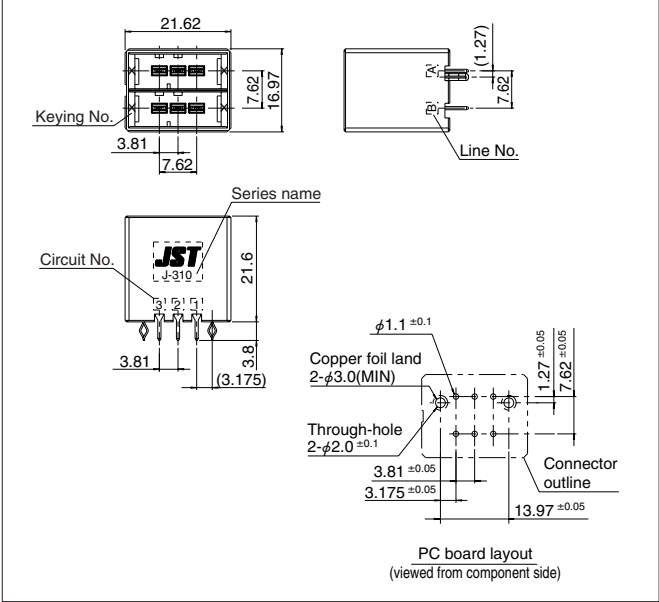 21.62
(1.27)
A
7.62
16.97
7.62
B
Keying No.
3.81
7.62
Line No.
Series name
JST
J-310
Circuit No.
21.6
3 2 1
3.81
3.8
(3.175)
φ1.1 ±0.1
Copper foil land
2-φ3.0(MIN)
1.27 ±0.05
7.62 ±0.05
Through-hole
2-φ2.0 ±0.1
3.81 ±0.05
3.175 ±0.05
Connector
outline
13.97 ±0.05
PC board layout
(viewed from component side)